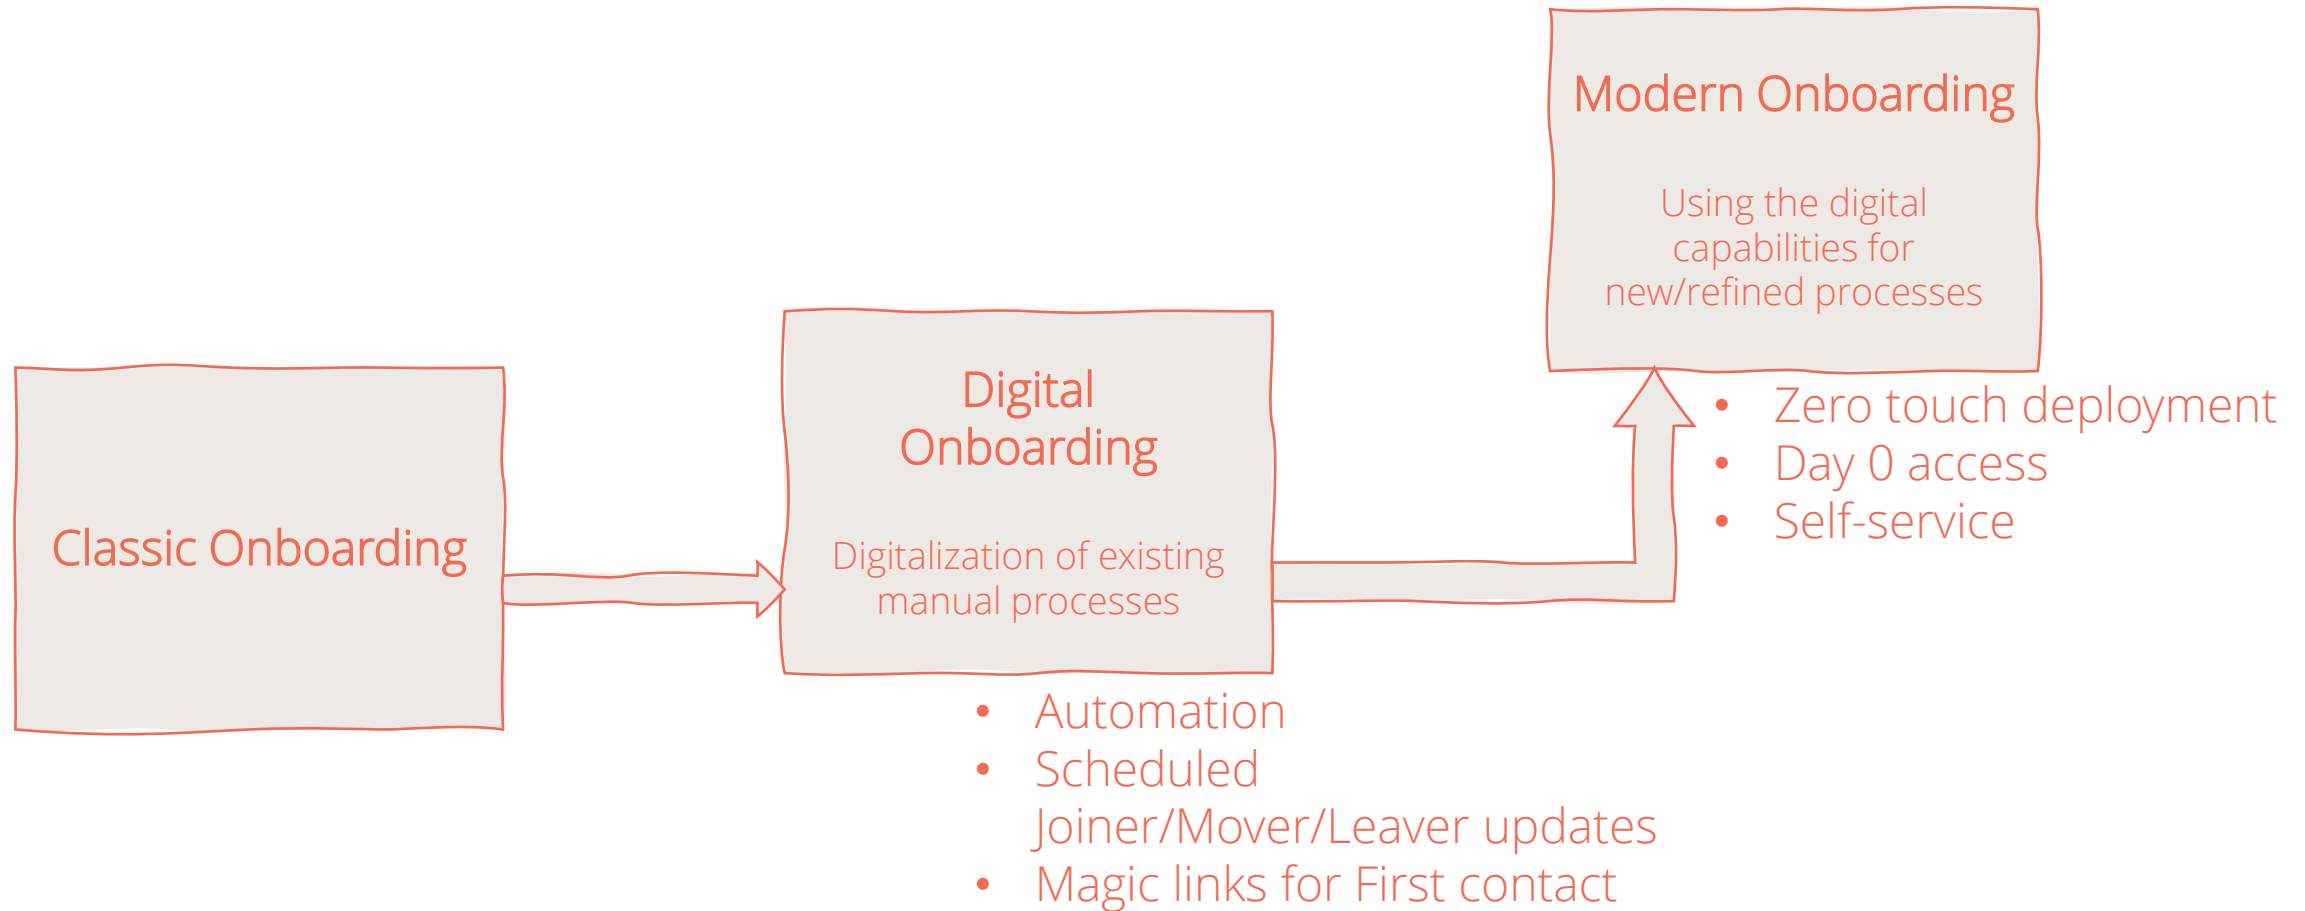 Classic Onboarding
Digital
Onboarding
Digitalization of existing
manual processes
• Automation
• Scheduled
Joiner/Mover/Leaver updates
• Magic links for First contact
Modern Onboarding
Using the digital
capabilities for
new/refined processes
• Zero touch deployment
• Day 0 access
• Self-service